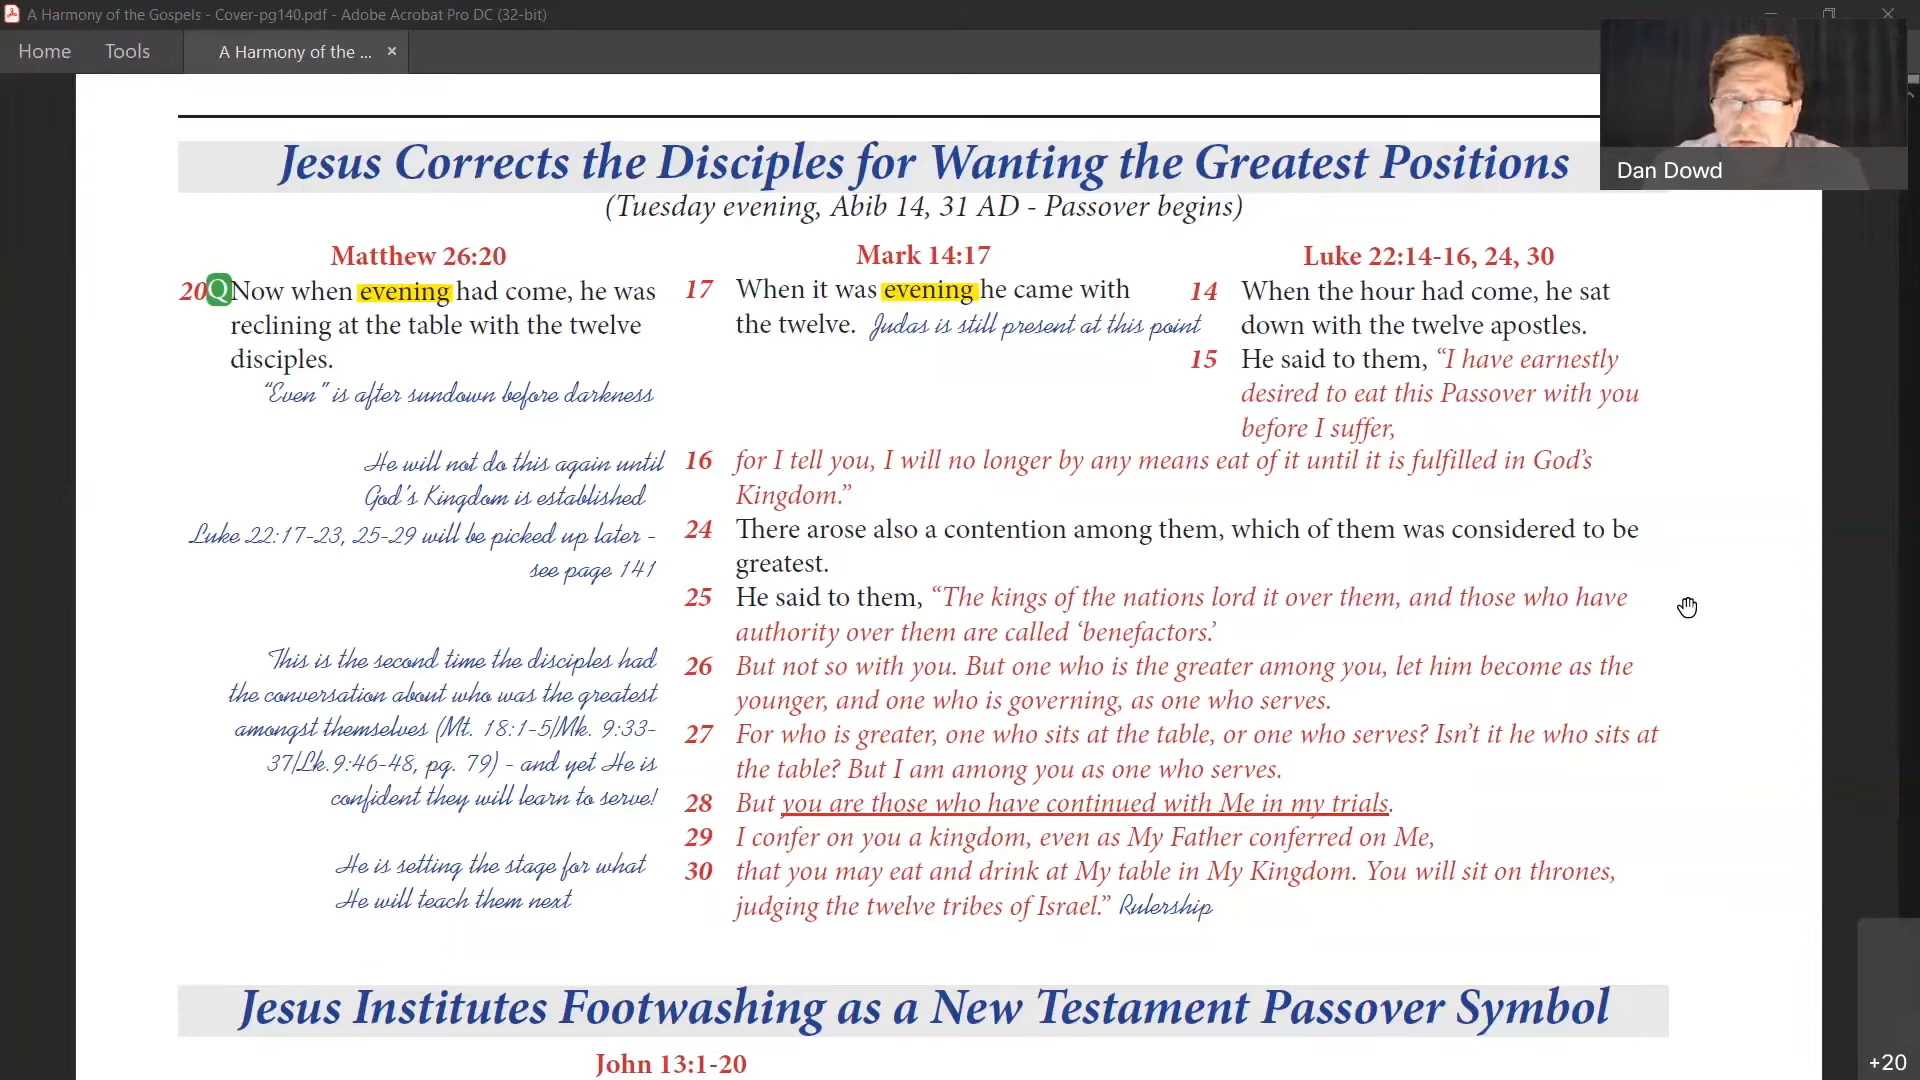 A Harmony of the Gospels - Cover-pg140.pdf - Adobe Acrobat Pro DC (32-bit)
Home Tools A Harmony of the ... ×
Dan Dowd
Jesus Corrects the Disciples for Wanting the Greatest Positions
(Tuesday evening, Abib 14, 31 AD - Passover begins)
Matthew 26:20
20 Q Now when evening had come, he was
reclining at the table with the twelve
disciples.
“Even” is after sundown before darkness
Mark 14:17
17 When it was evening he came with
the twelve. Judas is still present at this point
Luke 22:14-16, 24, 30
14 When the hour had come, he sat
down with the twelve apostles.
15 He said to them, “I have earnestly
desired to eat this Passover with you
before I suffer,
He will not do this again until
God’s Kingdom is established
Luke 22:17-23, 25-29 will be picked up later -
see page 141
16 for I tell you, I will no longer by any means eat of it until it is fulfilled in God’s
Kingdom.”
24 There arose also a contention among them, which of them was considered to be
greatest.
25 He said to them, “The kings of the nations lord it over them, and those who have
authority over them are called ‘benefactors.’
This is the second time the disciples had
the conversation about who was the greatest
amongst themselves (Mt. 18:1-5/Mk. 9:33-
37/Lk.9:46-48, pg. 79) - and yet He is
confident they will learn to serve!
26 But not so with you. But one who is the greater among you, let him become as the
younger, and one who is governing, as one who serves.
27 For who is greater, one who sits at the table, or one who serves? Isn’t it he who sits at
the table? But I am among you as one who serves.
28 But you are those who have continued with Me in my trials.
29 I confer on you a kingdom, even as My Father conferred on Me,
He is setting the stage for what
He will teach them next
30 that you may eat and drink at My table in My Kingdom. You will sit on thrones,
judging the twelve tribes of Israel.” Rulership
Jesus Institutes Footwashing as a New Testament Passover Symbol
John 13:1-20
+20